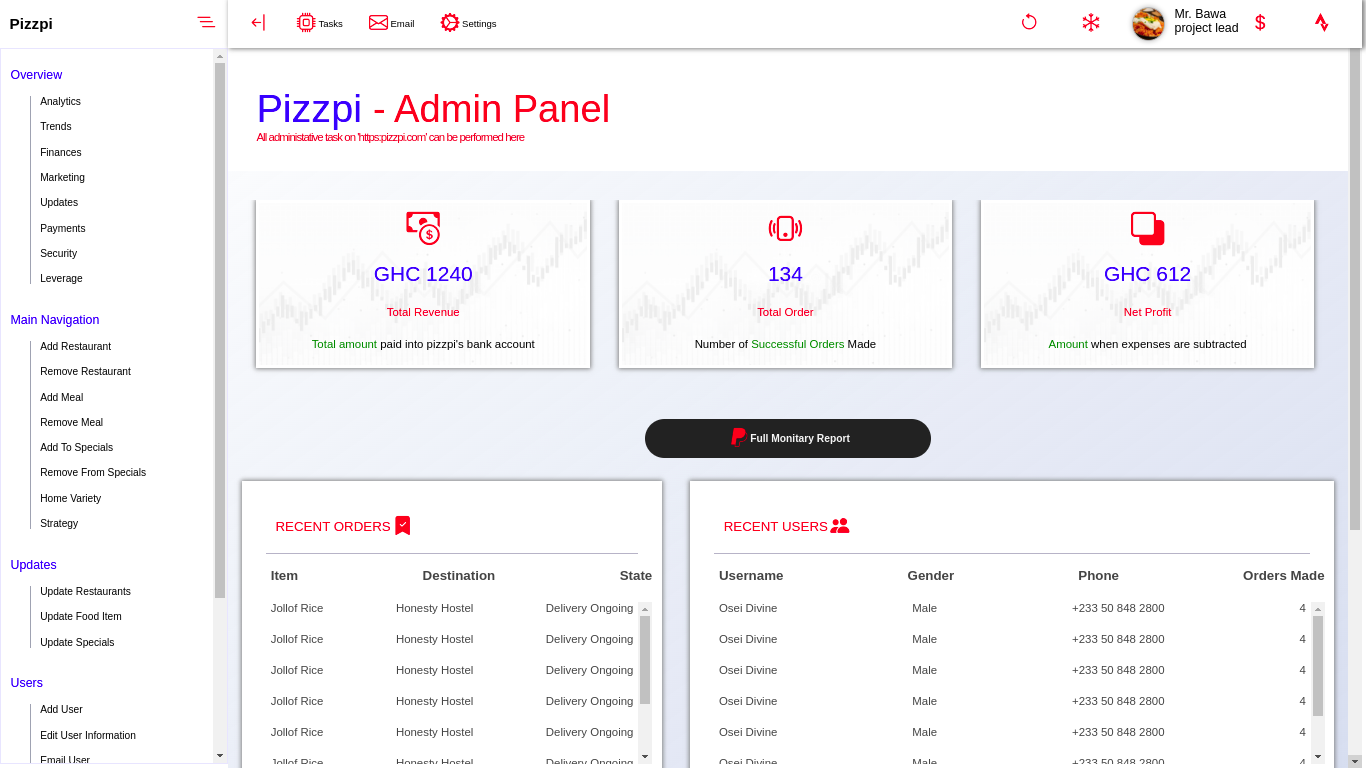 Pizzpi
Tasks
Email
Settings
Mr. Bawa
project lead
Overview
Analytics
Trends
Finances
Marketing
Updates
Payments
Security
Leverage
Main Navigation
Add Restaurant
Remove Restaurant
Add Meal
Remove Meal
Add To Specials
Remove From Specials
Home Variety
Strategy
Updates
Update Restaurants
Update Food Item
Update Specials
Users
Add User
Edit User Information
Email User
Pizzpi - Admin Panel
All administative task on 'https:pizzpi.com' can be performed here
GHC 1240
Total Revenue
Total amount paid into pizzpi's bank account
134
Total Order
Number of Successful Orders Made
GHC 612
Net Profit
Amount when expenses are subtracted
Full Monitary Report
RECENT ORDERS
Item Destination State
Jollof Rice Honesty Hostel Delivery Ongoing
Jollof Rice Honesty Hostel Delivery Ongoing
Jollof Rice Honesty Hostel Delivery Ongoing
Jollof Rice Honesty Hostel Delivery Ongoing
Jollof Rice Honesty Hostel Delivery Ongoing
Jollof Rice Honesty Hostel Delivery Ongoing
RECENT USERS
Username Gender Phone Orders Made
Osei Divine Male +233 50 848 2800 4
Osei Divine Male +233 50 848 2800 4
Osei Divine Male +233 50 848 2800 4
Osei Divine Male +233 50 848 2800 4
Osei Divine Male +233 50 848 2800 4
Osei Divine Male +233 50 848 2800 4